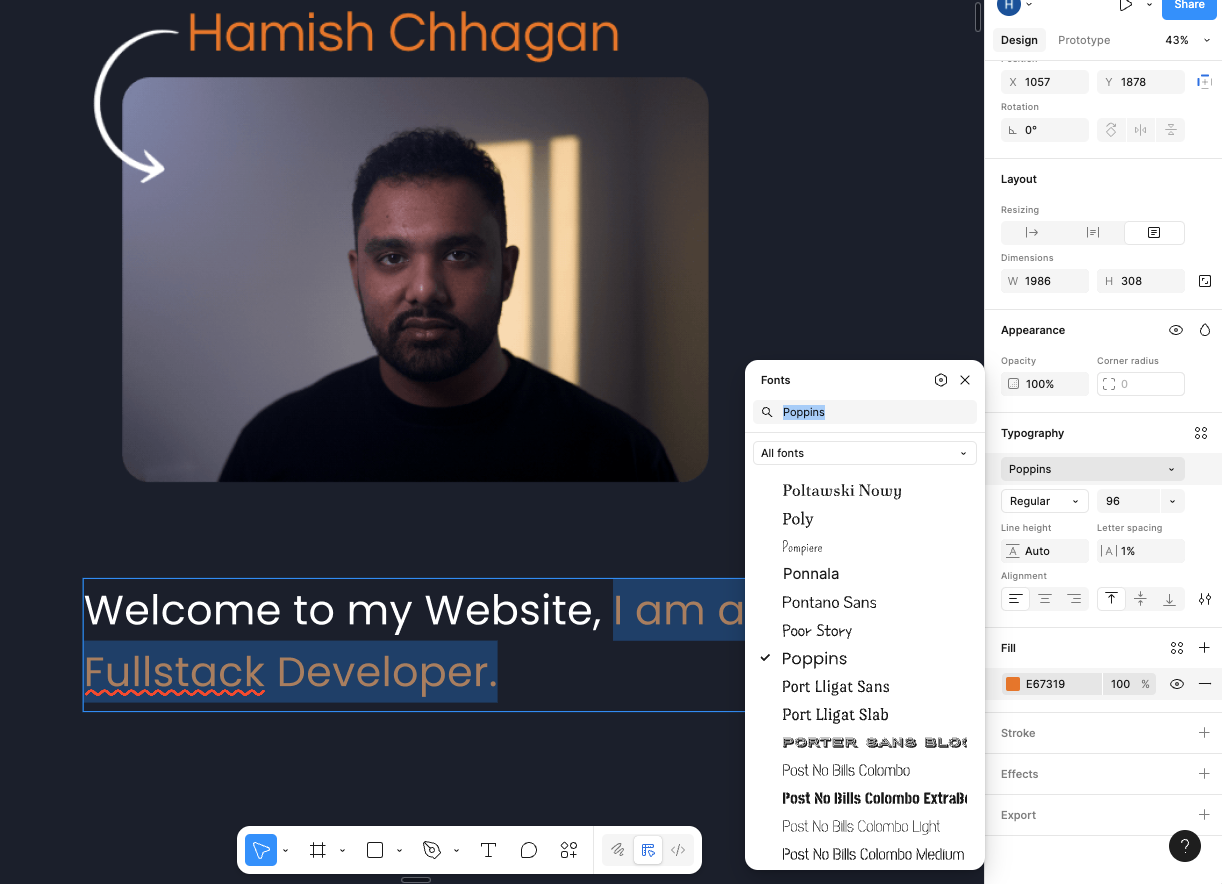 Hamish Chhagan
Welcome to my Website, I am a
Fullstack Developer.
Fonts
Poppins
All fonts
Poltawski Nowy
Poly
Pompiere
Ponnala
Pontano Sans
Poor Story
Poppins
Port Lligat Sans
Port Lligat Slab
PORTER SANS BLOC
Post No Bills Colombo
Post No Bills Colombo ExtraBo
Post No Bills Colombo Light
Post No Bills Colombo Medium
H
Share
Design Prototype 43%
Position
X 1057 Y 1878
Rotation
0°
Layout
Resizing
Dimensions
W 1986 H 308
Appearance
Opacity Corner radius
100% 0
Typography
Poppins
Regular 96
Line height Letter spacing
A Auto |A| 1%
Alignment
Fill
E67319 100 %
Stroke
Effects
Export
?